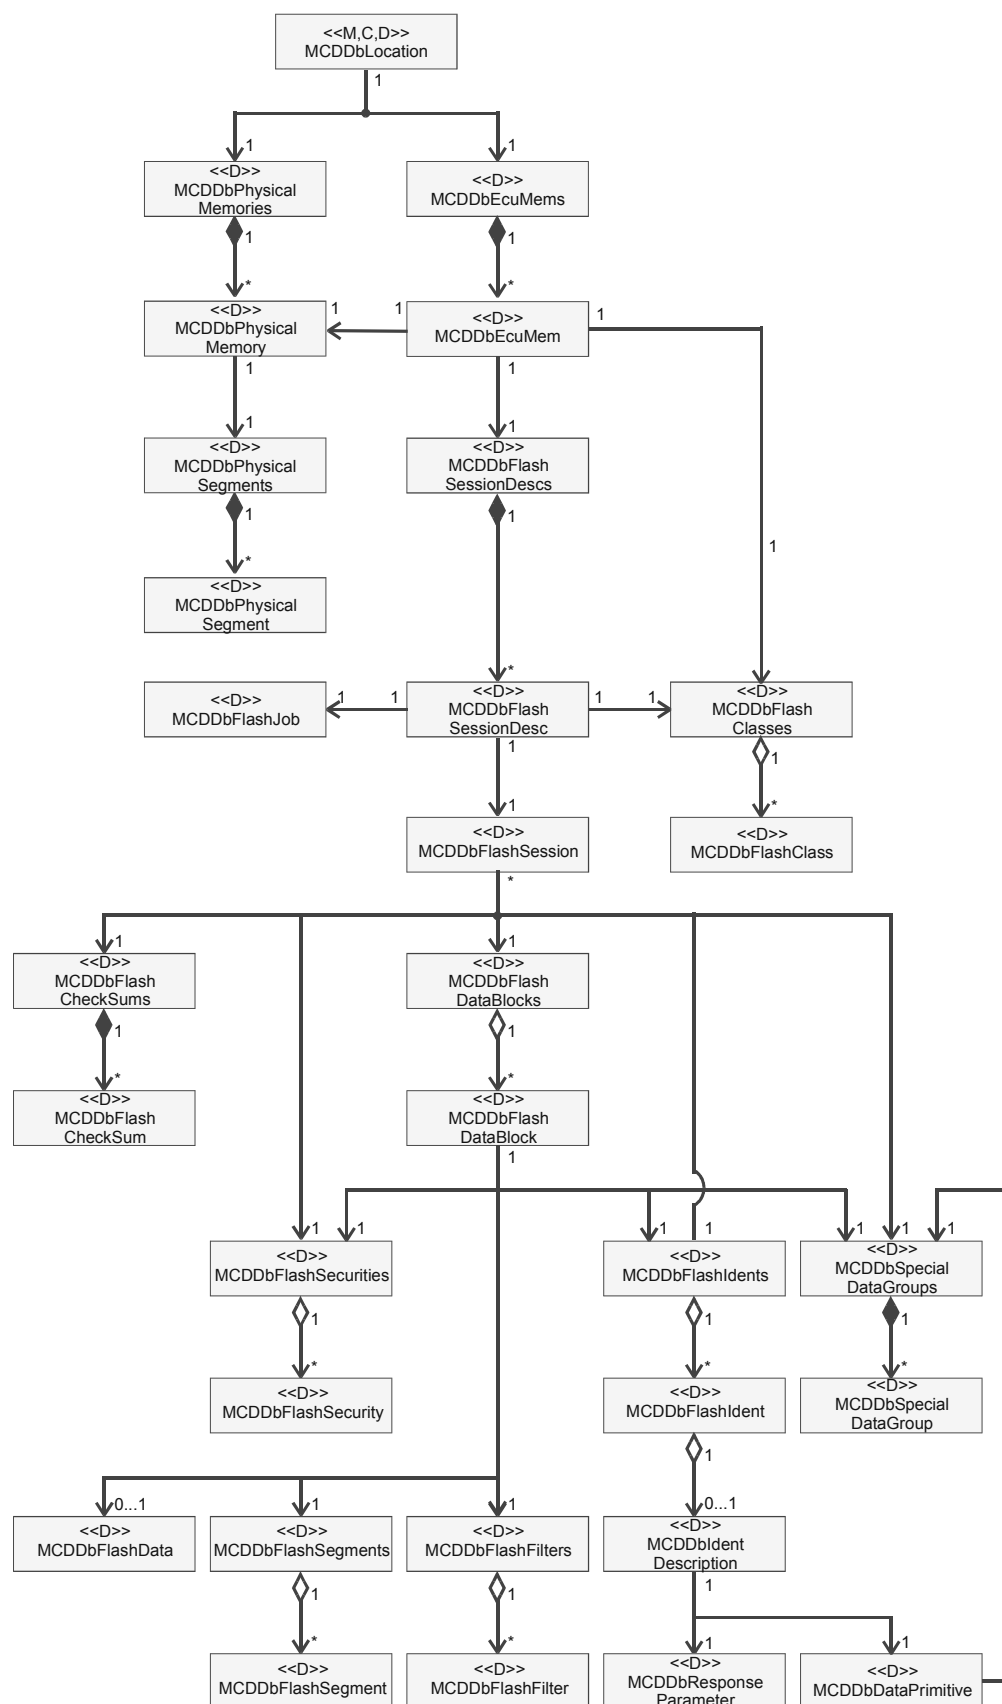 <<M,C,D>>
MCDDbLocation
1
1
1
<<D>>
MCDDbPhysical
Memories
<<D>>
MCDDbEcuMems
1
1
*
*
<<D>>
MCDDbPhysical
Memory
1
1
<<D>>
MCDDbEcuMem
1
1
1
1
1
<<D>>
MCDDbPhysical
Segments
<<D>>
MCDDbFlash
SessionDescs
1
1
1
*
<<D>>
MCDDbPhysical
Segment
*
<<D>>
MCDDbFlashJob
1
1
<<D>>
MCDDbFlash
SessionDesc
1
1
<<D>>
MCDDbFlash
Classes
1
1
1
*
<<D>>
MCDDbFlashSession
<<D>>
MCDDbFlashClass
*
1
1
<<D>>
MCDDbFlash
CheckSums
<<D>>
MCDDbFlash
DataBlocks
1
1
*
*
<<D>>
MCDDbFlash
CheckSum
<<D>>
MCDDbFlash
DataBlock
1
1
1
1
1
1
1
1
<<D>>
MCDDbFlashSecurities
<<D>>
MCDDbFlashIdents
<<D>>
MCDDbSpecial
DataGroups
1
1
1
*
*
*
<<D>>
MCDDbFlashSecurity
<<D>>
MCDDbFlashIdent
<<D>>
MCDDbSpecial
DataGroup
1
0...1
1
1
0...1
<<D>>
MCDDbFlashData
<<D>>
MCDDbFlashSegments
<<D>>
MCDDbFlashFilters
<<D>>
MCDDbIdent
Description
1
1
1
*
*
1
1
<<D>>
MCDDbFlashSegment
<<D>>
MCDDbFlashFilter
<<D>>
MCDDbResponse
Parameter
<<D>>
MCDDbDataPrimitive